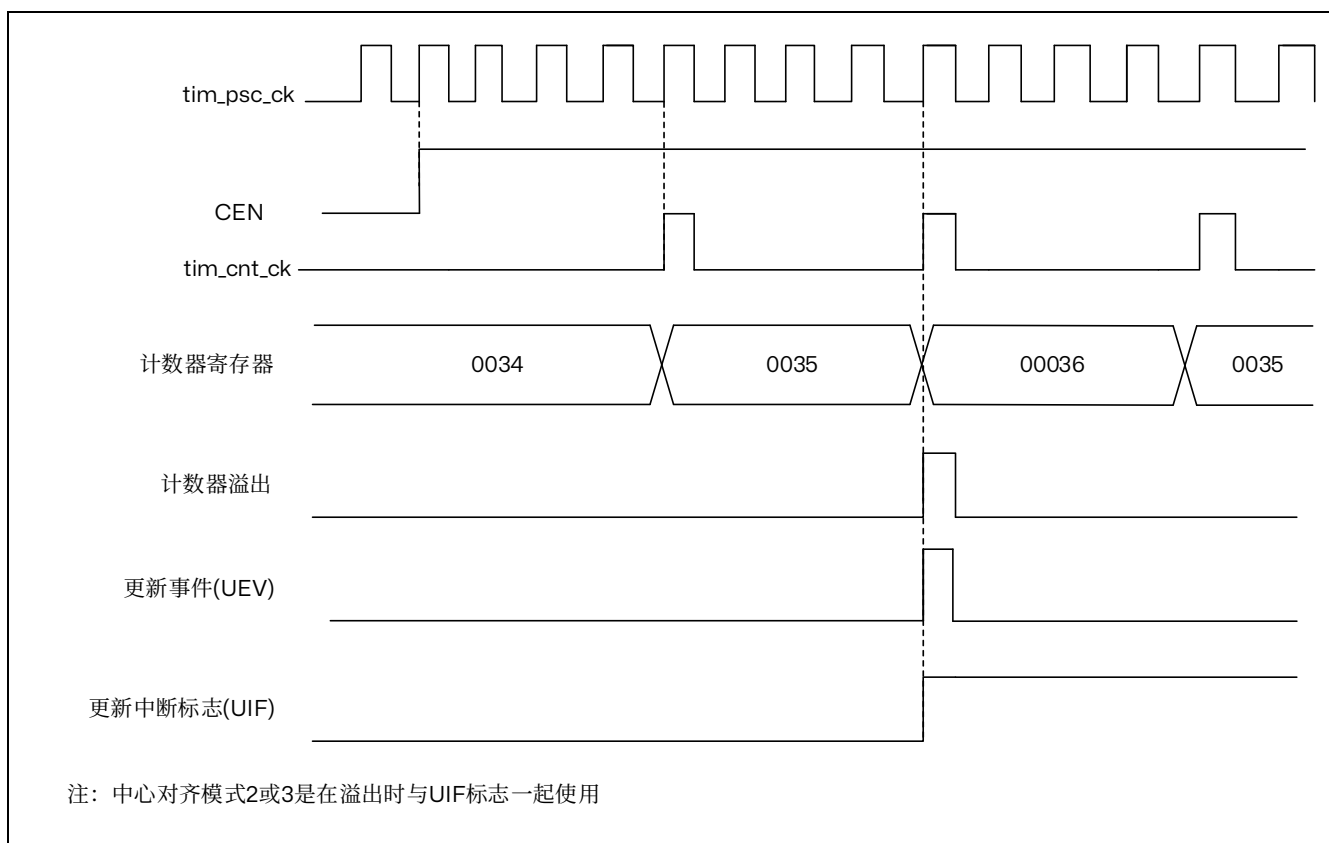 tim_psc_ck
CEN
tim_cnt_ck
计数器寄存器 0034 0035 00036 0035
计数器溢出
更新事件(UEV)
更新中断标志(UIF)
注：中心对齐模式2或3是在溢出时与UIF标志一起使用